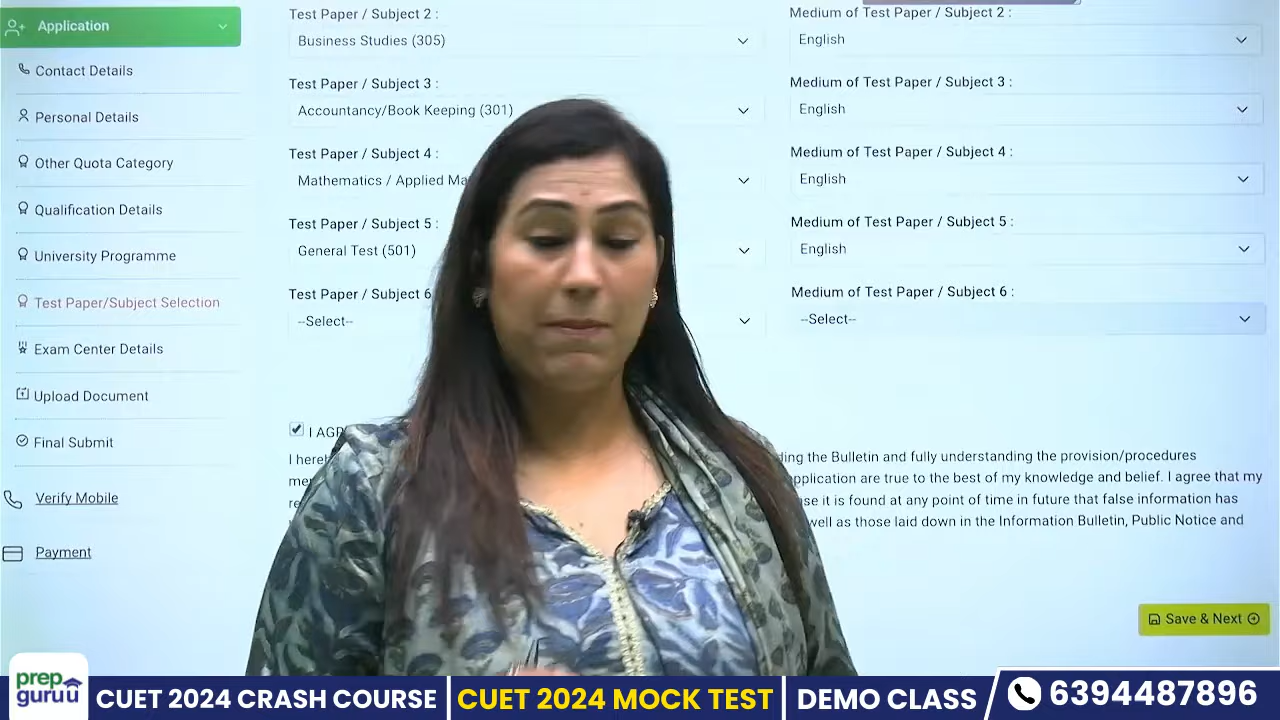 Application
Contact Details
Personal Details
Other Quota Category
Qualification Details
University Programme
Test Paper/Subject Selection
Exam Center Details
Upload Document
Final Submit
Verify Mobile
Payment
Test Paper / Subject 2 :
Medium of Test Paper / Subject 2 :
Business Studies (305)
English
Test Paper / Subject 3 :
Medium of Test Paper / Subject 3 :
Accountancy/Book Keeping (301)
English
Test Paper / Subject 4 :
Medium of Test Paper / Subject 4 :
Mathematics / Applied
English
Test Paper / Subject 5 :
Medium of Test Paper / Subject 5 :
General Test (501)
English
Test Paper / Subject 6
Medium of Test Paper / Subject 6 :
--Select--
--Select--
I
the Bulletin and fully understanding the provision/procedures
application are true to the best of my knowledge and belief. I agree that my
it is found at any point of time in future that false information has
well as those laid down in the Information Bulletin, Public Notice and
Save & Next
prep
guru
CUET 2024 CRASH COURSE
CUET 2024 MOCK TEST
DEMO CLASS
6394487896